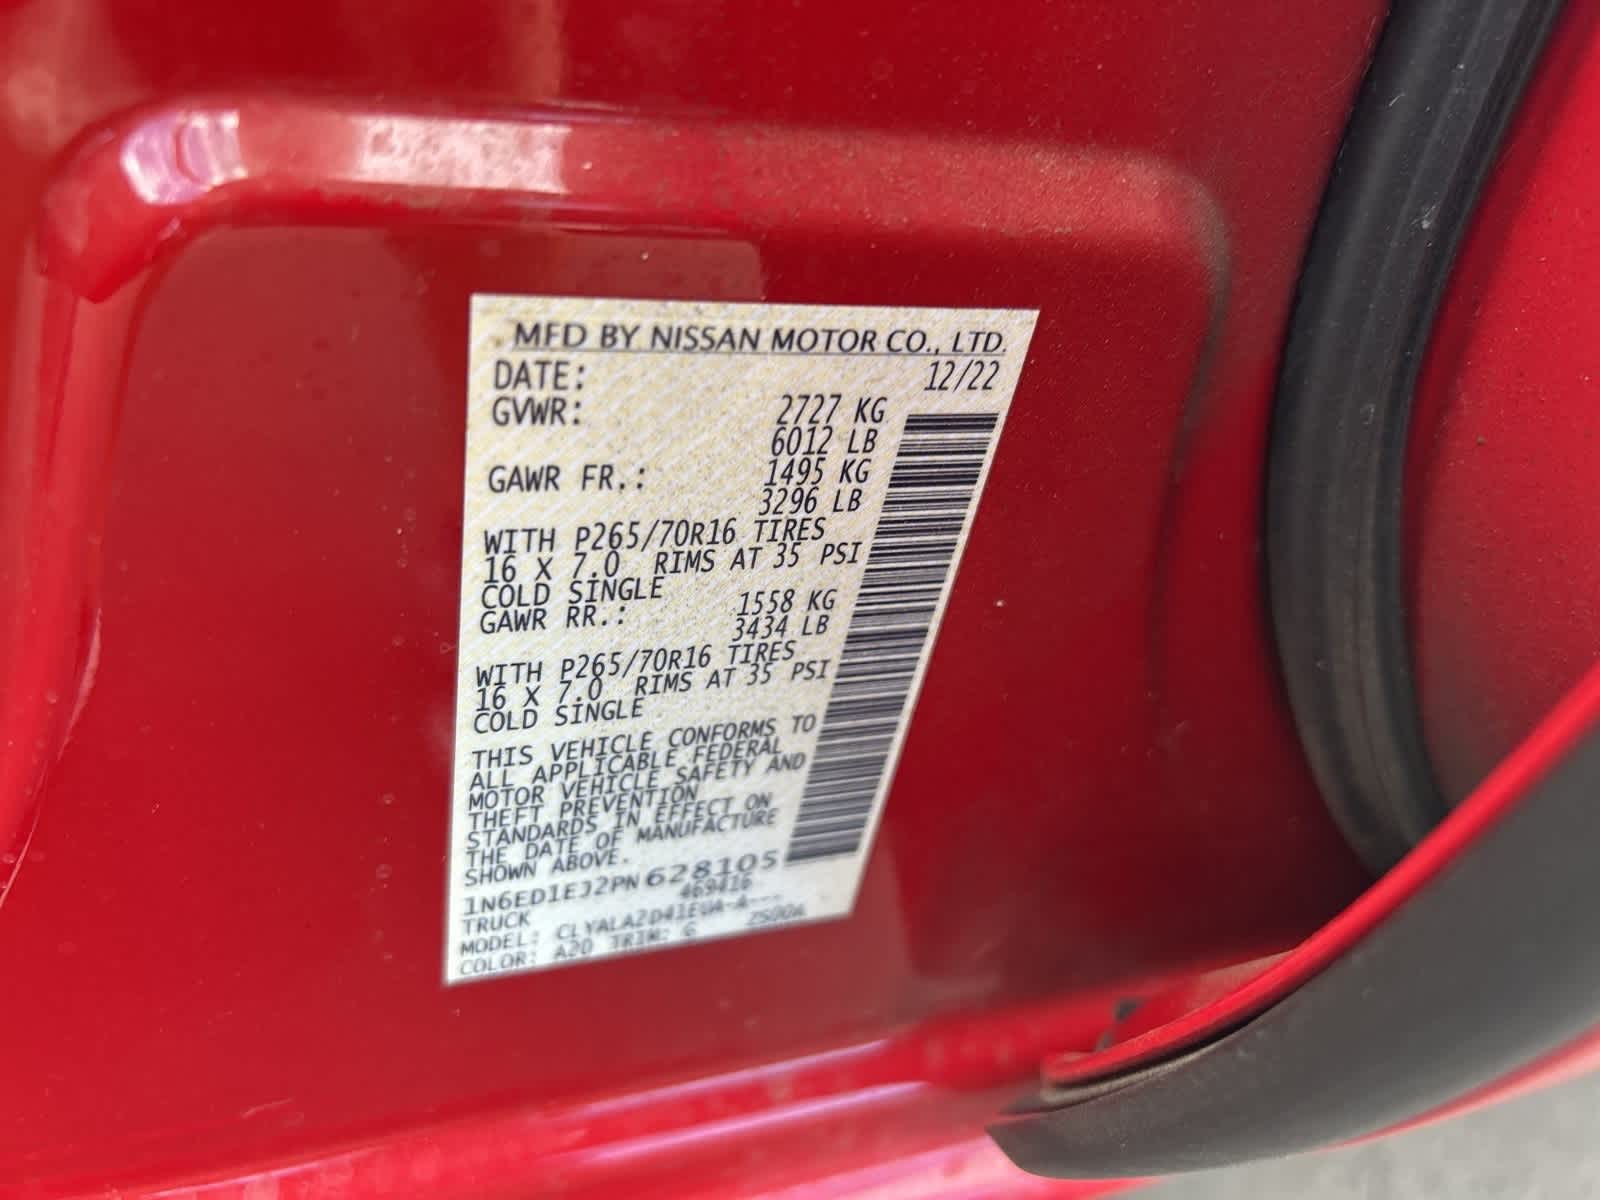 MFD BY NISSAN MOTOR CO., LTD.
DATE: 12/22
GVWR: 2727 KG
6012 LB
GAWR FR.: 1495 KG
3296 LB
WITH P265/70R16 TIRES
16 X 7.0 RIMS AT 35 PSI
COLD SINGLE
GAWR RR.: 1558 KG
3434 LB
WITH P265/70R16 TIRES
16 X 7.0 RIMS AT 35 PSI
COLD SINGLE
THIS VEHICLE CONFORMS TO
ALL APPLICABLE FEDERAL
MOTOR VEHICLE SAFETY AND
THEFT PREVENTION
STANDARDS IN EFFECT ON
THE DATE OF MANUFACTURE
SHOWN ABOVE.
1N6ED1EJ2PN628105
TRUCK 469416
MODEL: CLYALA2D41EUA-A---
COLOR: A20 TRIM: G ZS00A